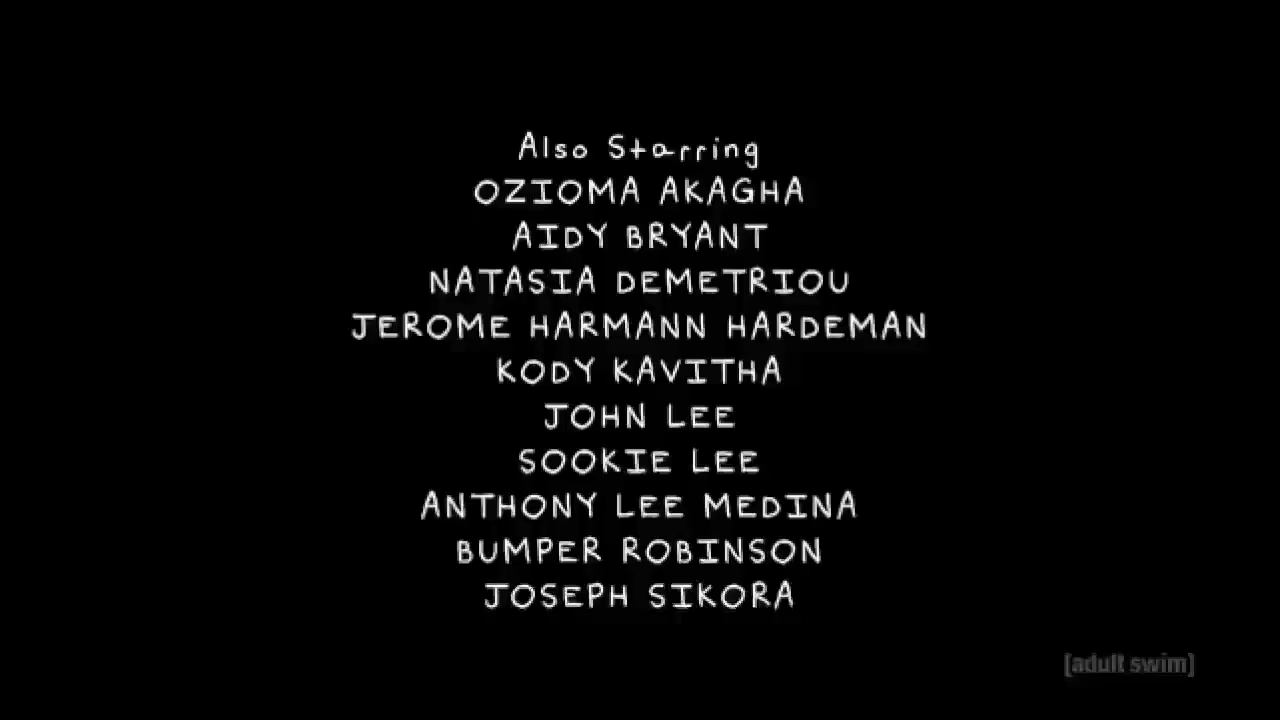 Also Starring
OZIOMA AKAGHA
AIDY BRYANT
NATASIA DEMETRIOU
JEROME HARMANN HARDEMAN
KODY KAVITHA
JOHN LEE
SOOKIE LEE
ANTHONY LEE MEDINA
BUMPER ROBINSON
JOSEPH SIKORA
[adult swim]